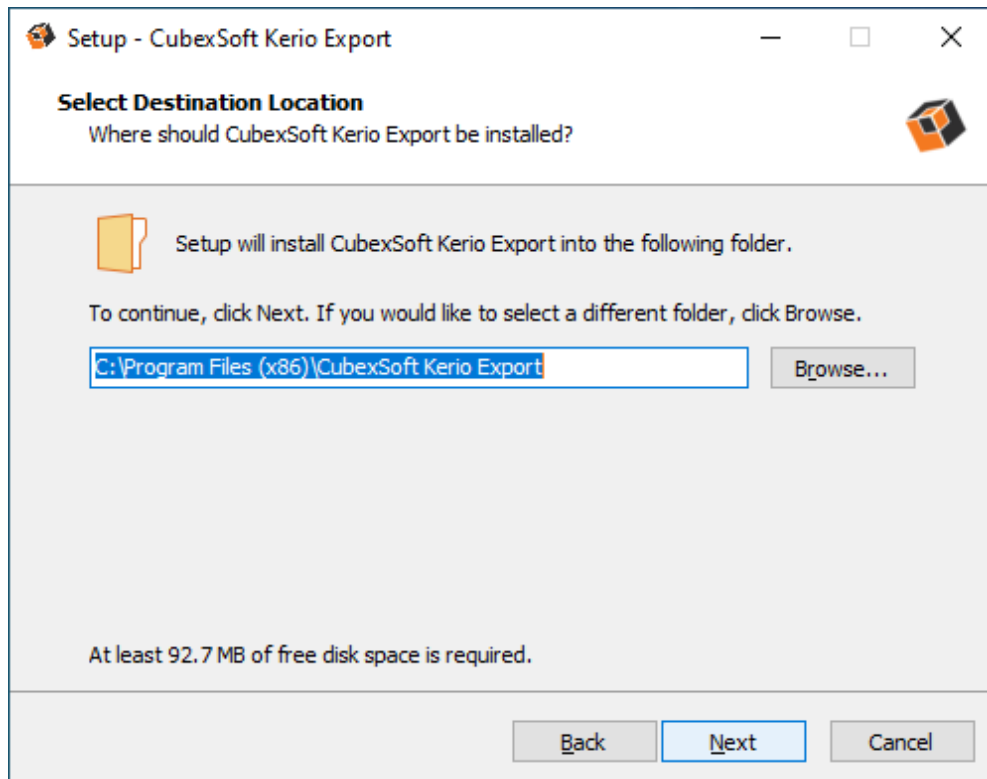 Setup - CubexSoft Kerio Export
Select Destination Location
Where should CubexSoft Kerio Export be installed?
Setup will install CubexSoft Kerio Export into the following folder.
To continue, click Next. If you would like to select a different folder, click Browse.
C:\Program Files (x86)\CubexSoft Kerio Export
Browse...
At least 92.7 MB of free disk space is required.
Back Next Cancel